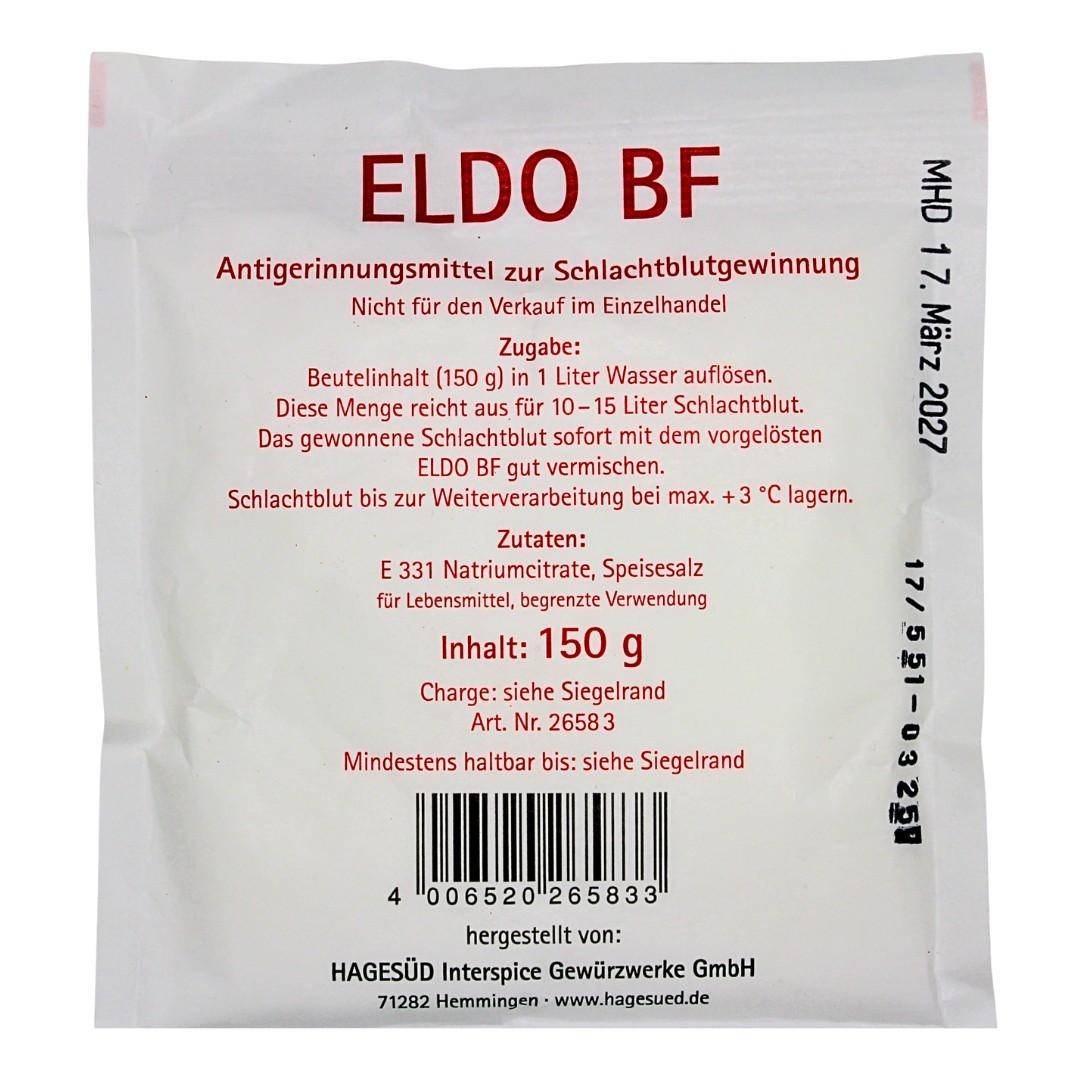 ELDO BF
Antigerinnungsmittel zur Schlachtblutgewinnung
Nicht für den Verkauf im Einzelhandel
Zugabe:
Beutelinhalt (150 g) in 1 Liter Wasser auflösen.
Diese Menge reicht aus für 10–15 Liter Schlachtblut.
Das gewonnene Schlachtblut sofort mit dem vorgelösten
ELDO BF gut vermischen.
Schlachtblut bis zur Weiterverarbeitung bei max. +3 °C lagern.
Zutaten:
E 331 Natriumcitrate, Speisesalz
für Lebensmittel, begrenzte Verwendung
Inhalt: 150 g
Charge: siehe Siegelrand
Art. Nr. 26583
Mindestens haltbar bis: siehe Siegelrand
4 006520 265833
hergestellt von:
HAGESÜD Interspice Gewürzwerke GmbH
71282 Hemmingen · www.hagesued.de
MHD 17. März 2027